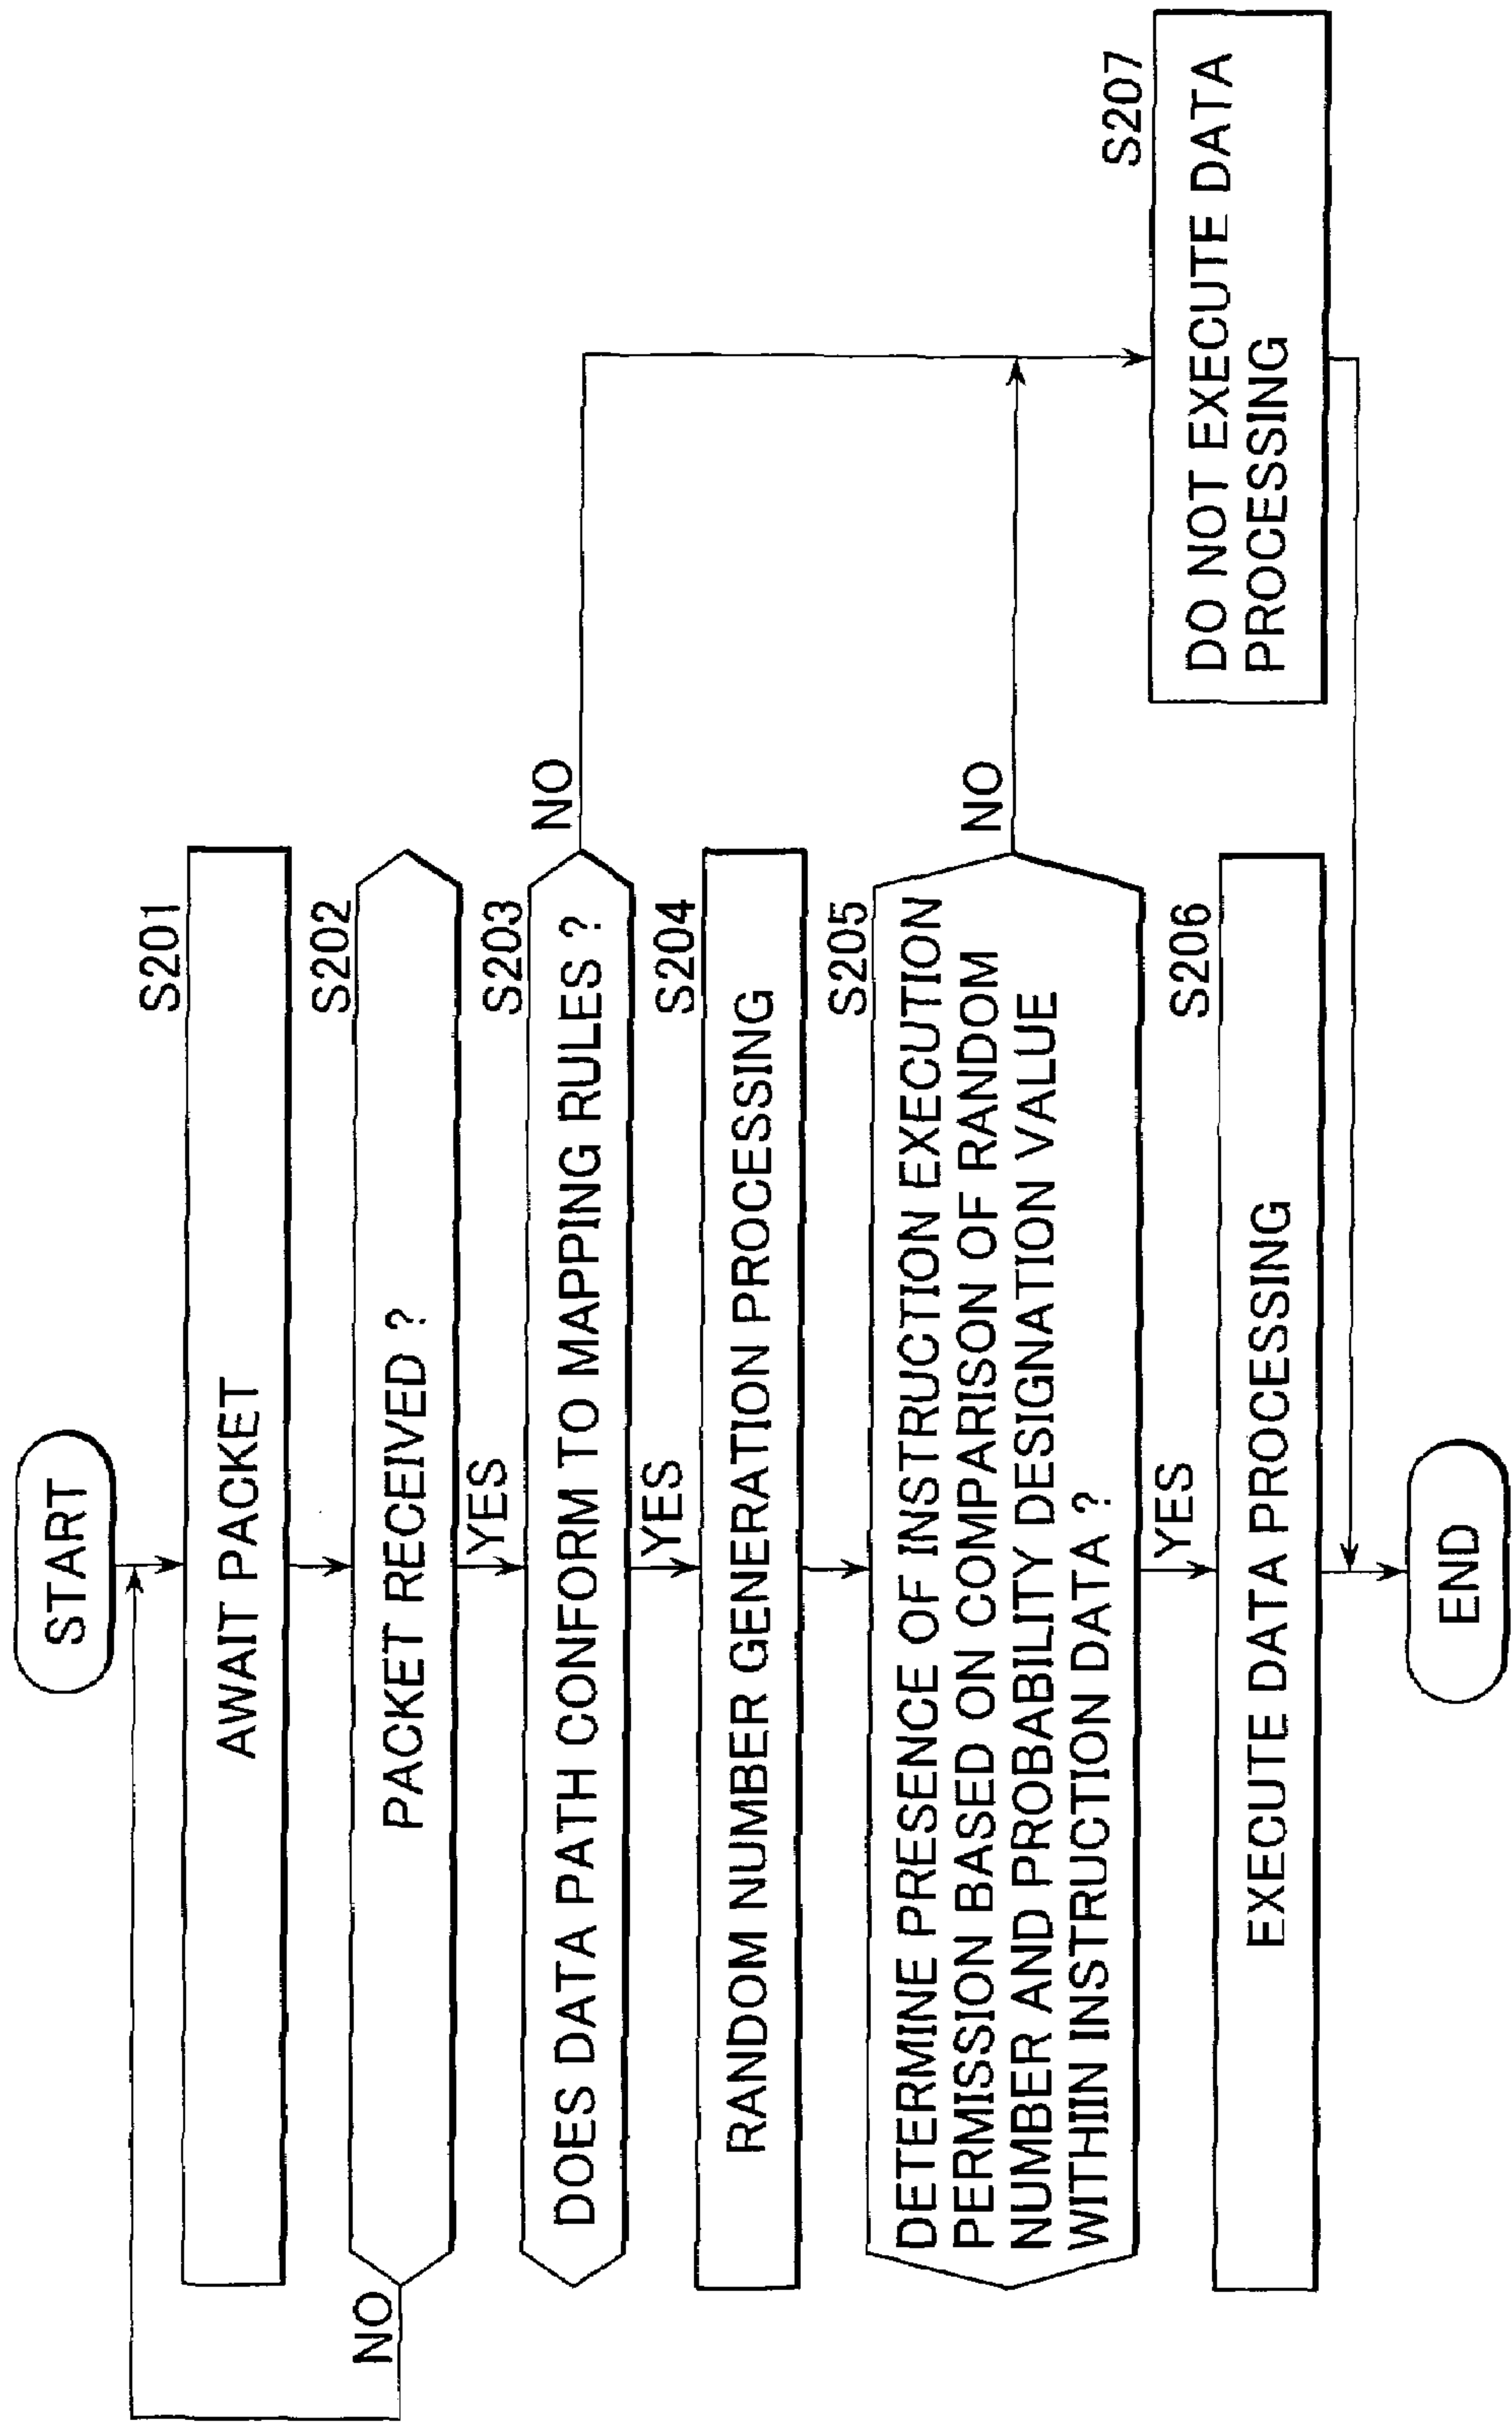 START
S201
AWAIT PACKET
S202
PACKET RECEIVED ?
NO
YES
S203
DOES DATA PATH CONFORM TO MAPPING RULES ?
NO
YES
S204
RANDOM NUMBER GENERATION PROCESSING
S205
DETERMINE PRESENCE OF INSTRUCTION EXECUTION
PERMISSION BASED ON COMPARISON OF RANDOM
NUMBER AND PROBABILITY DESIGNATION VALUE
WITHIIN INSTRUCTION DATA ?
NO
YES
S206
EXECUTE DATA PROCESSING
S207
DO NOT EXECUTE DATA
PROCESSING
END